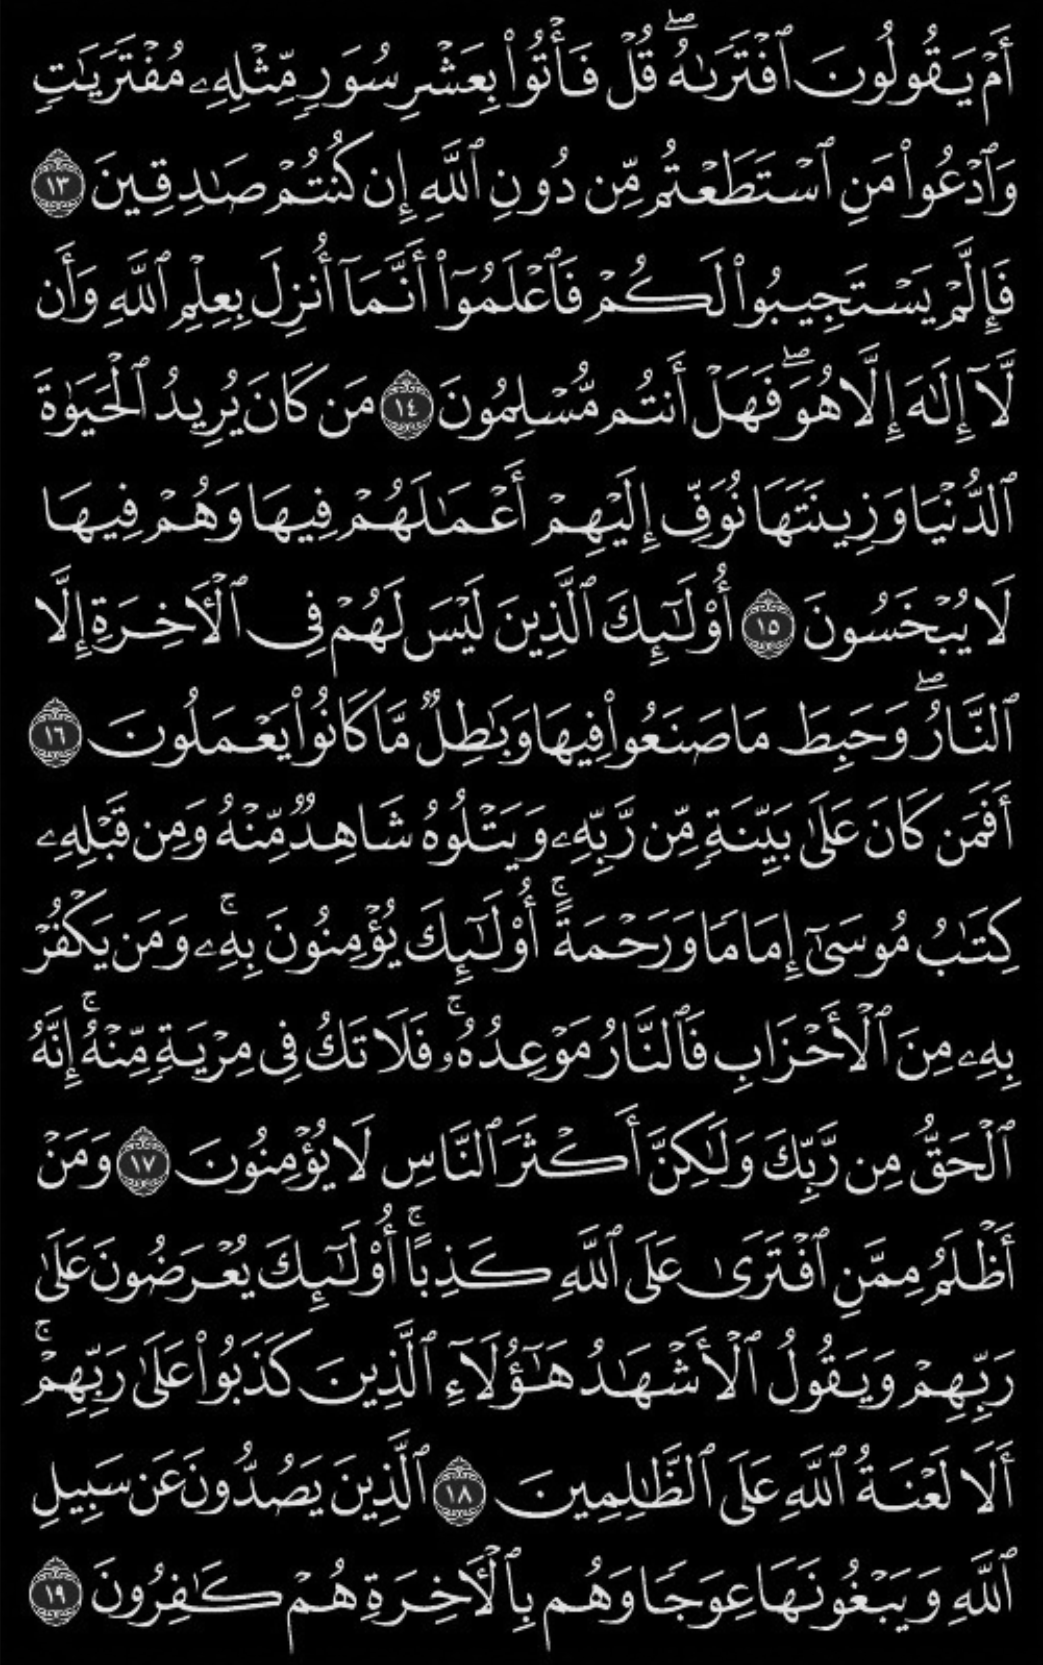 أَمْ يَقُولُونَ ٱفْتَرَىٰهُ ۖ قُلْ فَأْتُوا۟ بِعَشْرِ سُوَرٍ مِّثْلِهِۦ مُفْتَرَيَـٰتٍ
وَٱدْعُوا۟ مَنِ ٱسْتَطَعْتُم مِّن دُونِ ٱللَّهِ إِن كُنتُمْ صَـٰدِقِينَ ١٣
فَإِلَّمْ يَسْتَجِيبُوا۟ لَكُمْ فَٱعْلَمُوٓا۟ أَنَّمَآ أُنزِلَ بِعِلْمِ ٱللَّهِ وَأَن
لَّآ إِلَـٰهَ إِلَّا هُوَ ۖ فَهَلْ أَنتُم مُّسْلِمُونَ ١٤ مَن كَانَ يُرِيدُ ٱلْحَيَوٰةَ
ٱلدُّنْيَا وَزِينَتَهَا نُوَفِّ إِلَيْهِمْ أَعْمَـٰلَهُمْ فِيهَا وَهُمْ فِيهَا
لَا يُبْخَسُونَ ١٥ أُو۟لَـٰٓئِكَ ٱلَّذِينَ لَيْسَ لَهُمْ فِى ٱلْـَٔاخِرَةِ إِلَّا
ٱلنَّارُ ۖ وَحَبِطَ مَا صَنَعُوا۟ فِيهَا وَبَـٰطِلٌ مَّا كَانُوا۟ يَعْمَلُونَ ١٦
أَفَمَن كَانَ عَلَىٰ بَيِّنَةٍ مِّن رَّبِّهِۦ وَيَتْلُوهُ شَاهِدٌ مِّنْهُ وَمِن قَبْلِهِۦ
كِتَـٰبُ مُوسَىٰٓ إِمَامًا وَرَحْمَةً ۚ أُو۟لَـٰٓئِكَ يُؤْمِنُونَ بِهِۦ ۚ وَمَن يَكْفُرْ
بِهِۦ مِنَ ٱلْأَحْزَابِ فَٱلنَّارُ مَوْعِدُهُۥ ۚ فَلَا تَكُ فِى مِرْيَةٍ مِّنْهُ ۚ إِنَّهُ
ٱلْحَقُّ مِن رَّبِّكَ وَلَـٰكِنَّ أَكْثَرَ ٱلنَّاسِ لَا يُؤْمِنُونَ ١٧ وَمَنْ
أَظْلَمُ مِمَّنِ ٱفْتَرَىٰ عَلَى ٱللَّهِ كَذِبًا ۚ أُو۟لَـٰٓئِكَ يُعْرَضُونَ عَلَىٰ
رَبِّهِمْ وَيَقُولُ ٱلْأَشْهَـٰدُ هَـٰٓؤُلَآءِ ٱلَّذِينَ كَذَبُوا۟ عَلَىٰ رَبِّهِمْ ۚ
أَلَا لَعْنَةُ ٱللَّهِ عَلَى ٱلظَّـٰلِمِينَ ١٨ ٱلَّذِينَ يَصُدُّونَ عَن سَبِيلِ
ٱللَّهِ وَيَبْغُونَهَا عِوَجًا وَهُم بِٱلْـَٔاخِرَةِ هُمْ كَـٰفِرُونَ ١٩